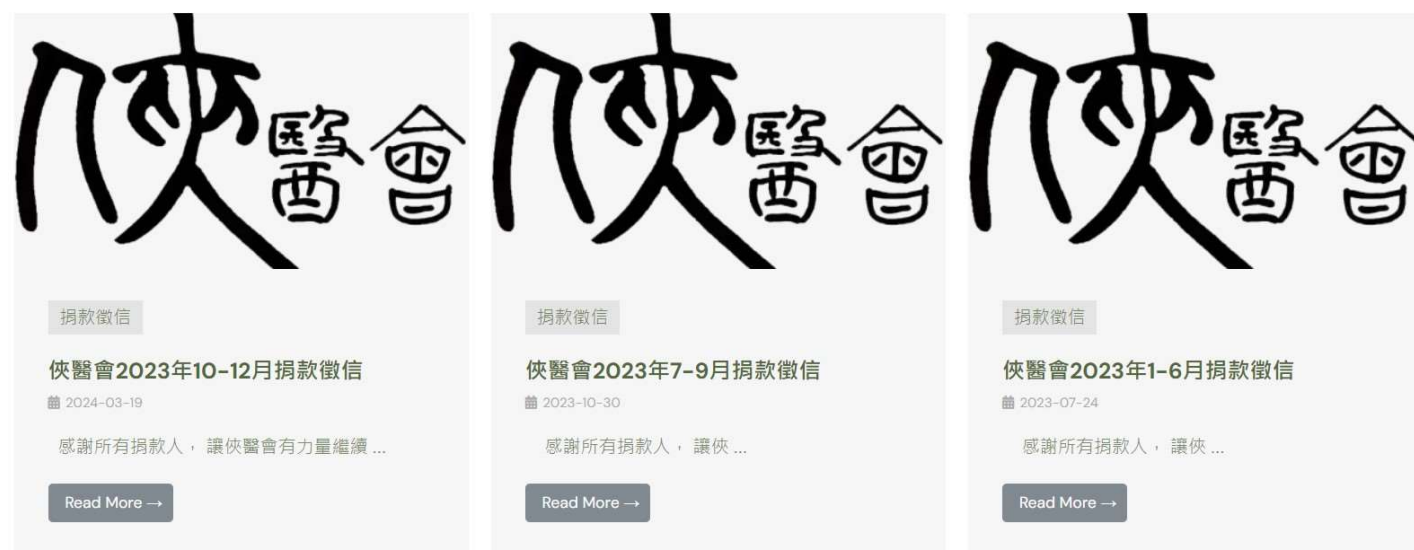 俠醫會
捐款徵信
俠醫會2023年10-12月捐款徵信
2024-03-19
感謝所有捐款人， 讓俠醫會有力量繼續 ...
Read More →
俠醫會
捐款徵信
俠醫會2023年7-9月捐款徵信
2023-10-30
感謝所有捐款人， 讓俠 ...
Read More →
俠醫會
捐款徵信
俠醫會2023年1-6月捐款徵信
2023-07-24
感謝所有捐款人， 讓俠 ...
Read More →